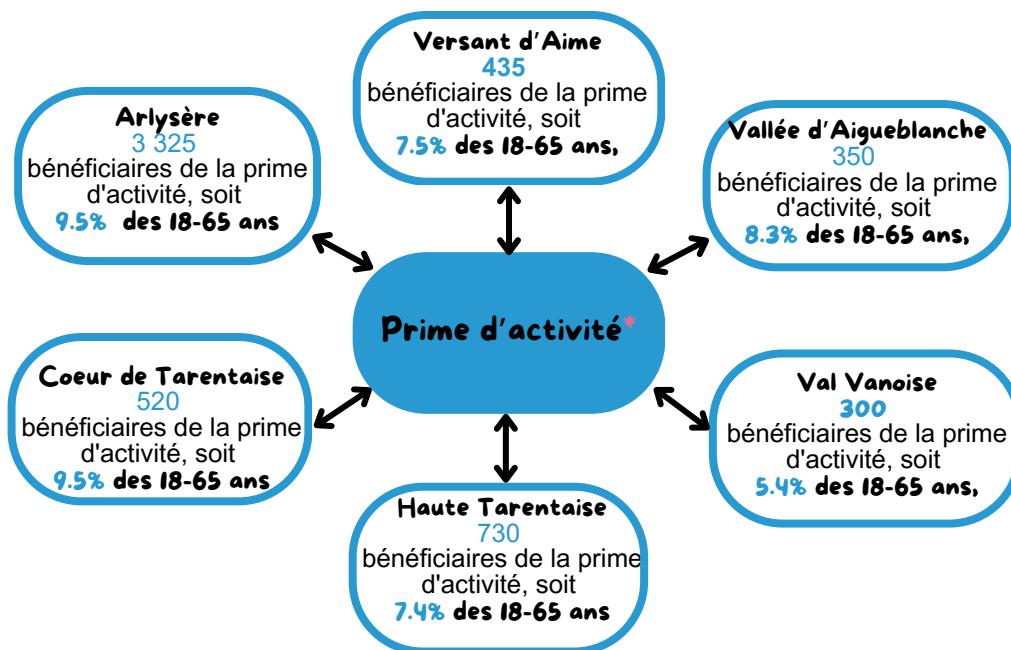 Versant d'Aime
435
bénéficiaires de la prime
d'activité, soit
7.5% des 18-65 ans,
Arlysère
3 325
bénéficiaires de la prime
d'activité, soit
9.5% des 18-65 ans
Vallée d'Aigueblanche
350
bénéficiaires de la prime
d'activité, soit
8.3% des 18-65 ans,
Prime d'activité*
Coeur de Tarentaise
520
bénéficiaires de la prime
d'activité, soit
9.5% des 18-65 ans
Val Vanoise
300
bénéficiaires de la prime
d'activité, soit
5.4% des 18-65 ans,
Haute Tarentaise
730
bénéficiaires de la prime
d'activité, soit
7.4% des 18-65 ans